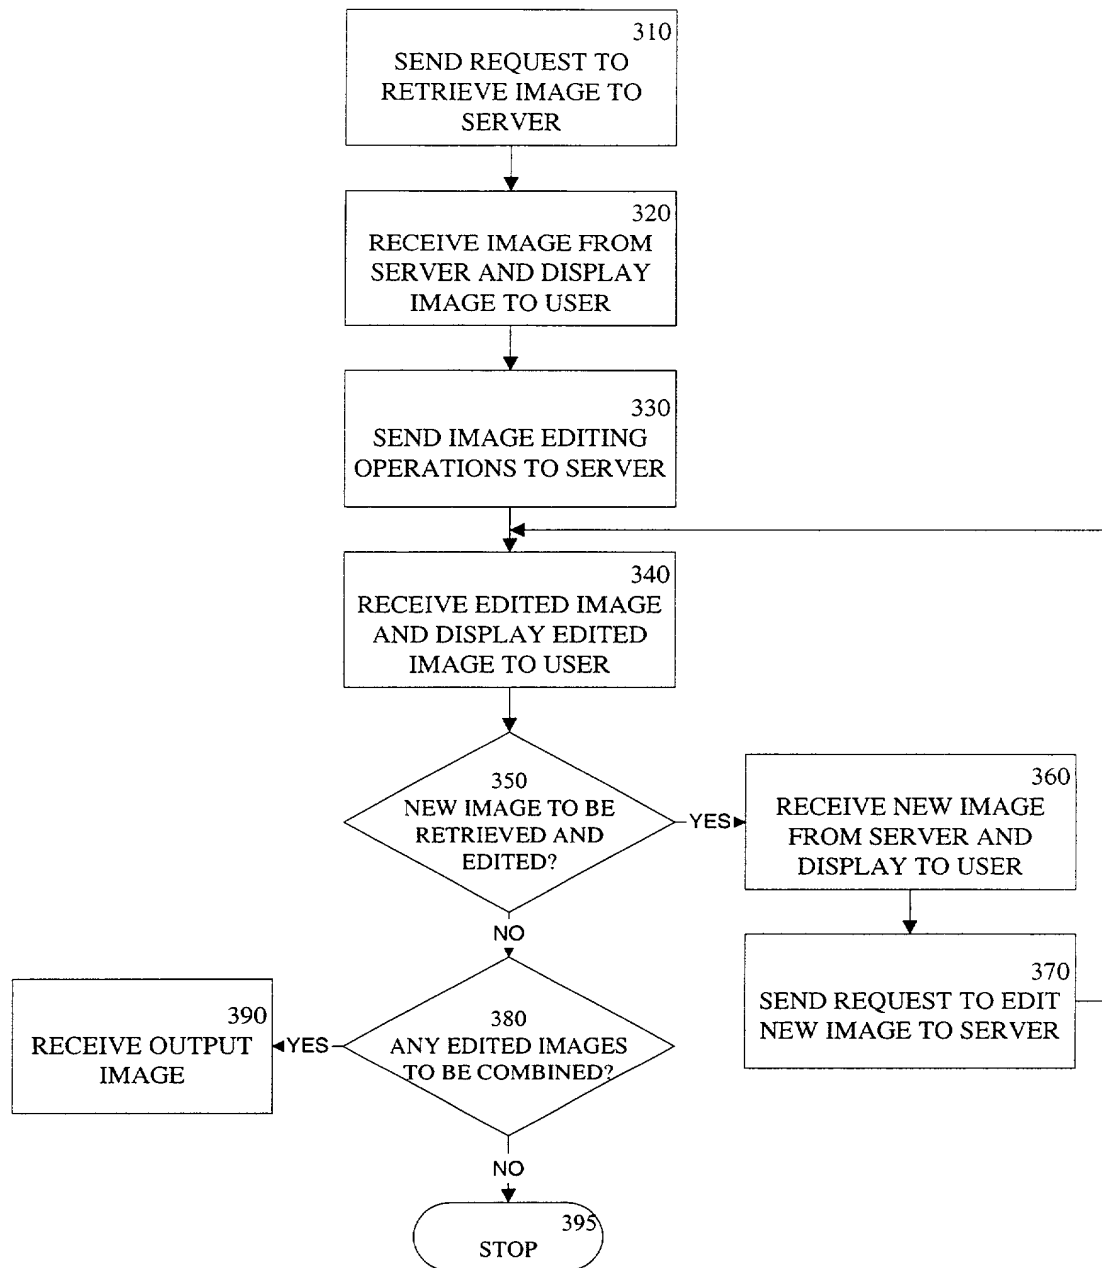 310
SEND REQUEST TO
RETRIEVE IMAGE TO
SERVER
320
RECEIVE IMAGE FROM
SERVER AND DISPLAY
IMAGE TO USER
330
SEND IMAGE EDITING
OPERATIONS TO SERVER
340
RECEIVE EDITED IMAGE
AND DISPLAY EDITED
IMAGE TO USER
350
NEW IMAGE TO BE
RETRIEVED AND
EDITED?
YES
360
RECEIVE NEW IMAGE
FROM SERVER AND
DISPLAY TO USER
NO
370
SEND REQUEST TO EDIT
NEW IMAGE TO SERVER
380
ANY EDITED IMAGES
TO BE COMBINED?
YES
390
RECEIVE OUTPUT
IMAGE
NO
395
STOP